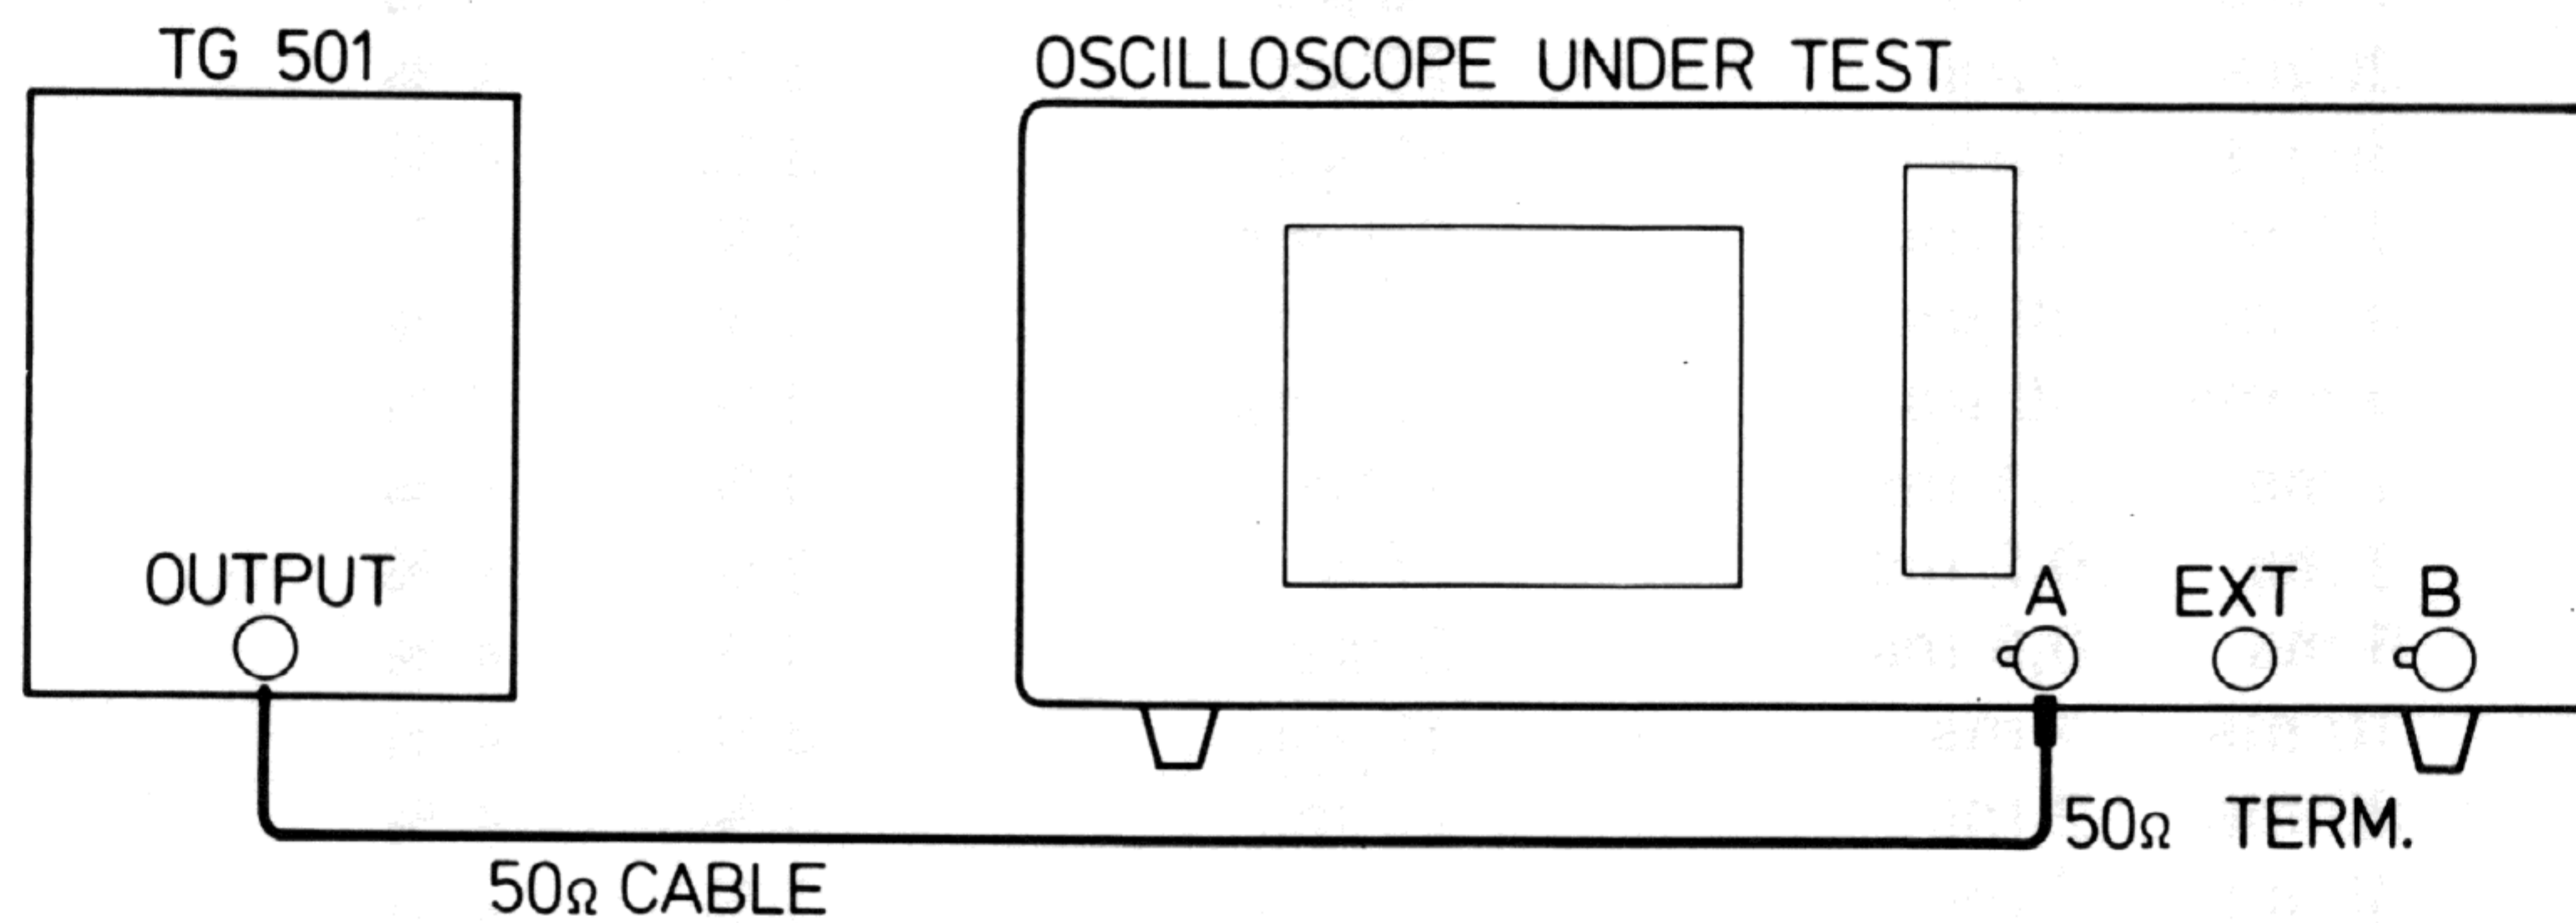 TG 501
OSCILLOSCOPE UNDER TEST
OUTPUT
A
EXT
B
50Ω TERM.
50Ω CABLE